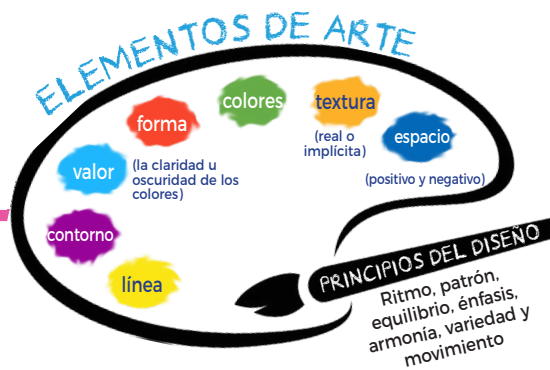 ELEMENTOS DE ARTE
colores
textura
(real o
implícita)
forma
espacio
(positivo y negativo)
valor
(la claridad u
oscuridad de los
colores)
contorno
línea
PRINCIPIOS DEL DISEÑO
Ritmo, patrón,
equilibrio, énfasis,
armonía, variedad y
movimiento